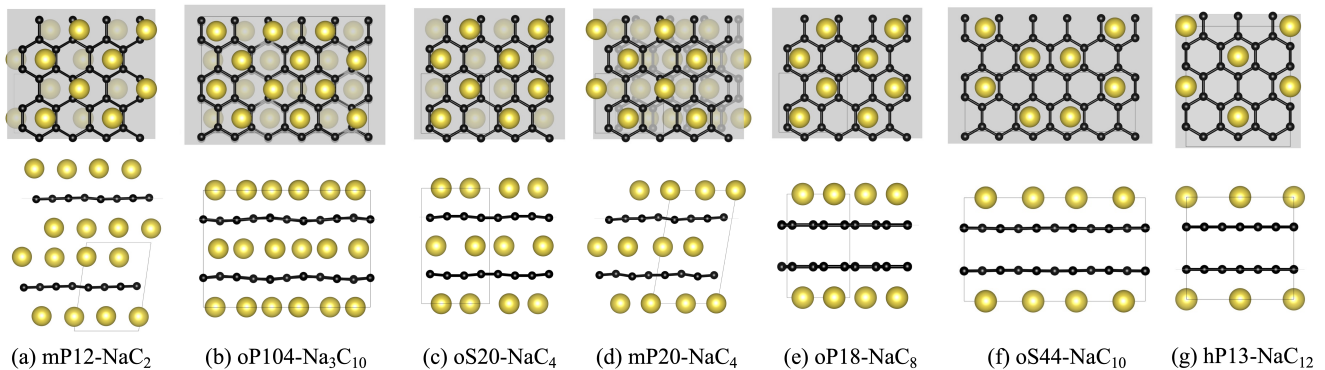 (a) mP12-NaC₂ (b) oP104-Na₃C₁₀ (c) oS20-NaC₄ (d) mP20-NaC₄ (e) oP18-NaC₈ (f) oS44-NaC₁₀ (g) hP13-NaC₁₂